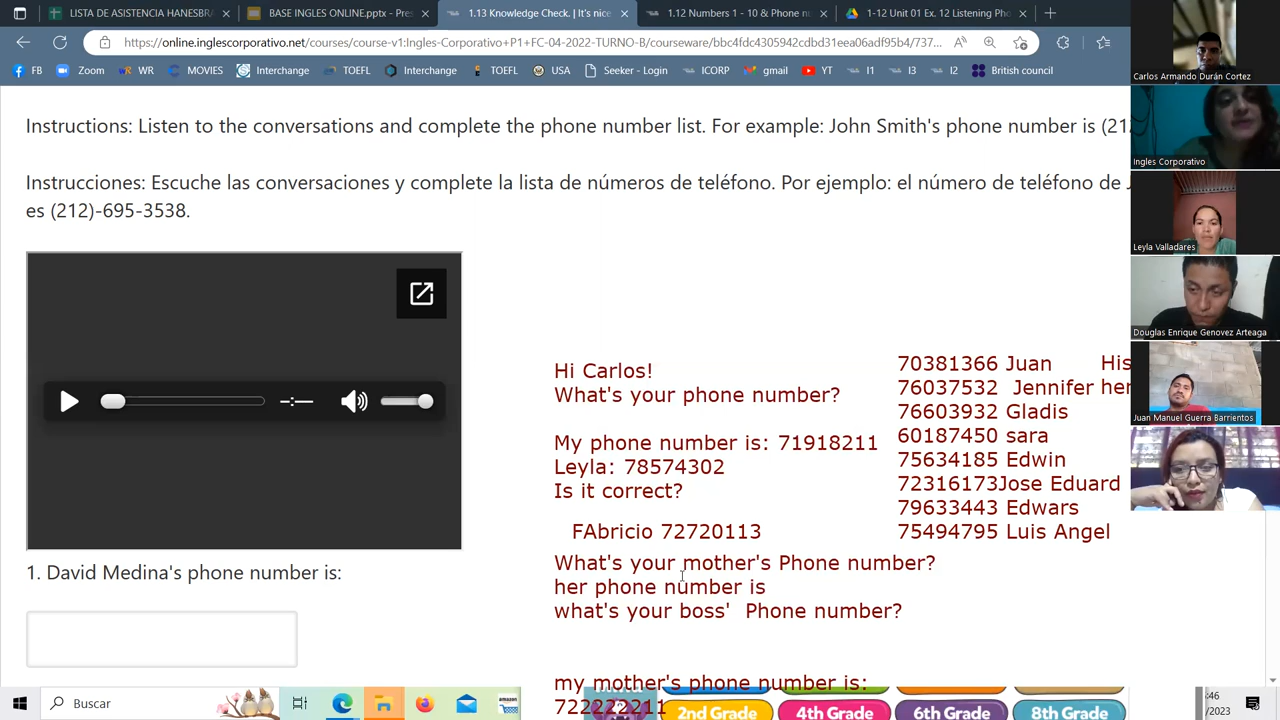 LISTA DE ASISTENCIA HANESBRA
BASE INGLES ONLINE.pptx - Pres
1.13 Knowledge Check. | It's nice
1.12 Numbers 1 - 10 & Phone nu
1-12 Unit 01 Ex. 12 Listening Pho
https://online.inglescorporativo.net/courses/course-v1:Ingles-Corporativo+P1+FC-04-2022-TURNO-B/courseware/bbc4fdc4305942cdbd31eea06adf95b4/737...
FB
Zoom
WR
MOVIES
Interchange
TOEFL
Interchange
TOEFL
USA
Seeker - Login
ICORP
gmail
YT
I1
I3
I2
British council
Instructions: Listen to the conversations and complete the phone number list. For example: John Smith's phone number is (21
Instrucciones: Escuche las conversaciones y complete la lista de números de teléfono. Por ejemplo: el número de teléfono de J
es (212)-695-3538.
Hi Carlos!
What's your phone number?
My phone number is: 71918211
Leyla: 78574302
Is it correct?
FAbricio 72720113
What's your mother's Phone number?
her phone number is
what's your boss' Phone number?
my mother's phone number is:
722222211
70381366 Juan His
76037532 Jennifer her
76603932 Gladis
60187450 sara
75634185 Edwin
72316173Jose Eduard
79633443 Edwars
75494795 Luis Angel
1. David Medina's phone number is:
Carlos Armando Durán Cortez
Ingles Corporativo
Leyla Valladares
Douglas Enrique Genovez Arteaga
Juan Manuel Guerra Barrientos
2nd Grade
4th Grade
6th Grade
8th Grade
Buscar
amazon
:46
/2023